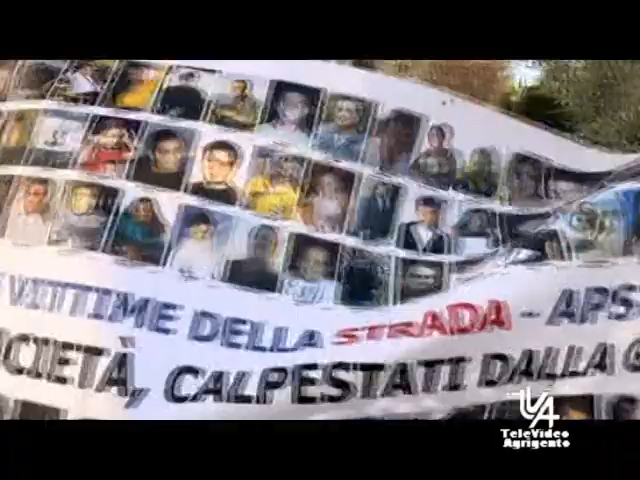 VITTIME DELLA STRADA - APS
CIETÀ, CALPESTATI DALLA
TeleVideo
Agrigento